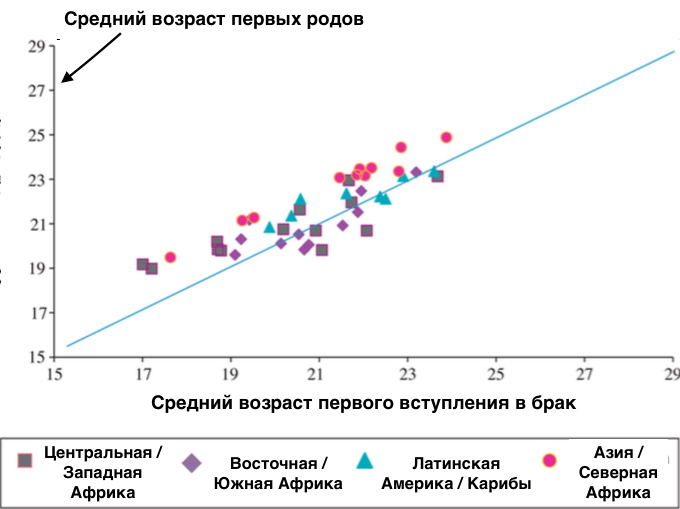 Средний возраст первых родов
29
27
25
23
21
19
17
15
15 17 19 21 23 25 27 29
Средний возраст первого вступления в брак
Центральная /
Западная
Африка
Восточная /
Южная Африка
Латинская
Америка / Карибы
Азия /
Северная
Африка